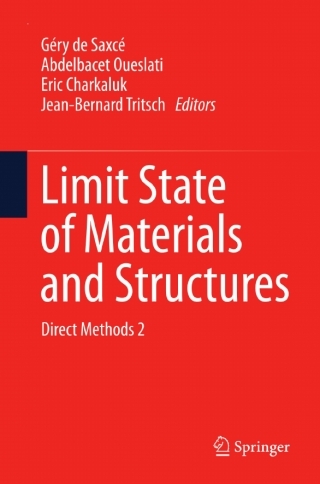 Géry de Saxcé
Abdelbacet Oueslati
Eric Charkaluk
Jean-Bernard Tritsch Editors
Limit State
of Materials
and Structures
Direct Methods 2
Springer